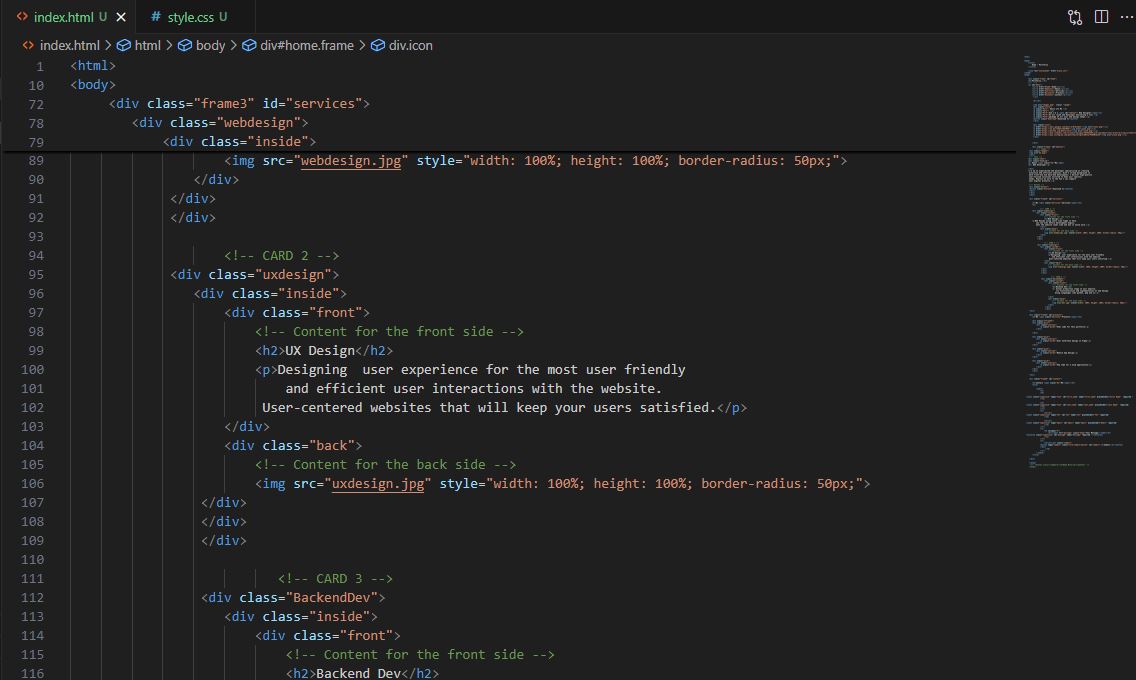 index.html U
style.css U
index.html > html > body > div#home.frame > div.icon
1 <html>
10 <body>
72 <div class="frame3" id="services">
78 <div class="webdesign">
79 <div class="inside">
89 <img src="webdesign.jpg" style="width: 100%; height: 100%; border-radius: 50px;">
90 </div>
91 </div>
92 </div>
93
94 <!-- CARD 2 -->
95 <div class="uxdesign">
96 <div class="inside">
97 <div class="front">
98 <!-- Content for the front side -->
99 <h2>UX Design</h2>
100 <p>Designing  user experience for the most user friendly
101 and efficient user interactions with the website.
102 User-centered websites that will keep your users satisfied.</p>
103 </div>
104 <div class="back">
105 <!-- Content for the back side -->
106 <img src="uxdesign.jpg" style="width: 100%; height: 100%; border-radius: 50px;">
107 </div>
108 </div>
109 </div>
110
111 <!-- CARD 3 -->
112 <div class="BackendDev">
113 <div class="inside">
114 <div class="front">
115 <!-- Content for the front side -->
116 <h2>Backend Dev</h2>